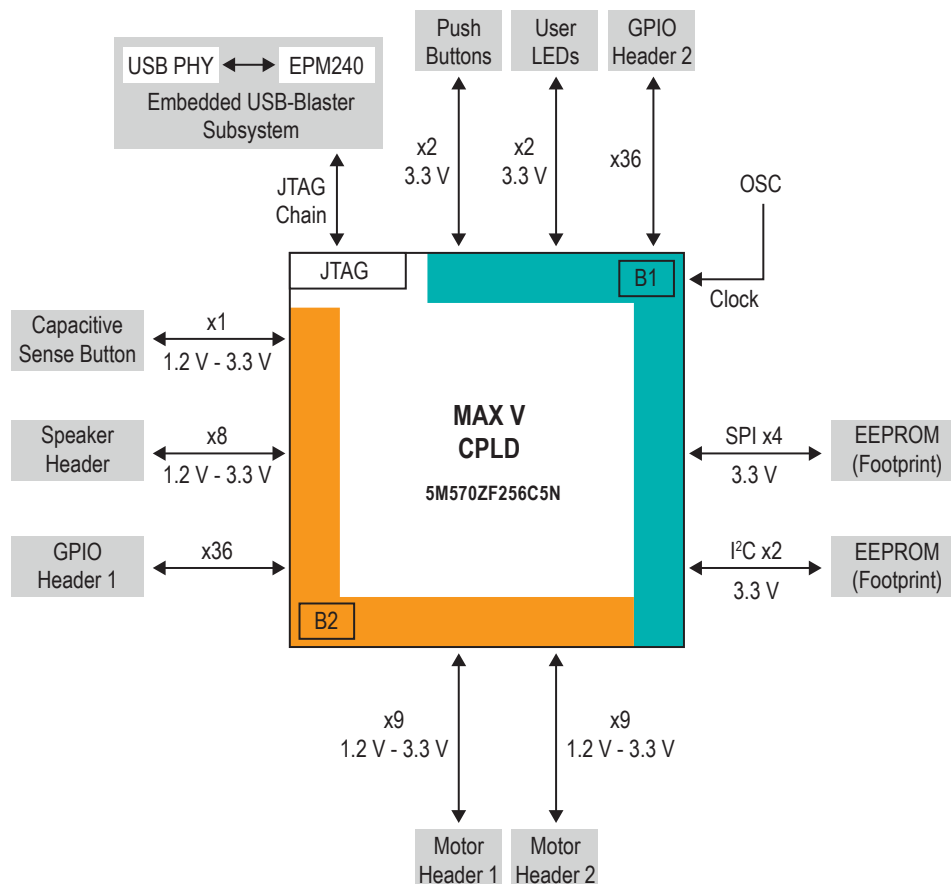 Push
Buttons
User
LEDs
GPIO
Header 2
USB PHY
EPM240
Embedded USB-Blaster
Subsystem
x2
3.3 V
x2
3.3 V
x36
JTAG
Chain
OSC
JTAG
B1
Clock
Capacitive
Sense Button
x1
1.2 V - 3.3 V
MAX V
CPLD
5M570ZF256C5N
Speaker
Header
x8
1.2 V - 3.3 V
SPI x4
3.3 V
EEPROM
(Footprint)
GPIO
Header 1
x36
I²C x2
3.3 V
EEPROM
(Footprint)
B2
x9
1.2 V - 3.3 V
x9
1.2 V - 3.3 V
Motor
Header 1
Motor
Header 2